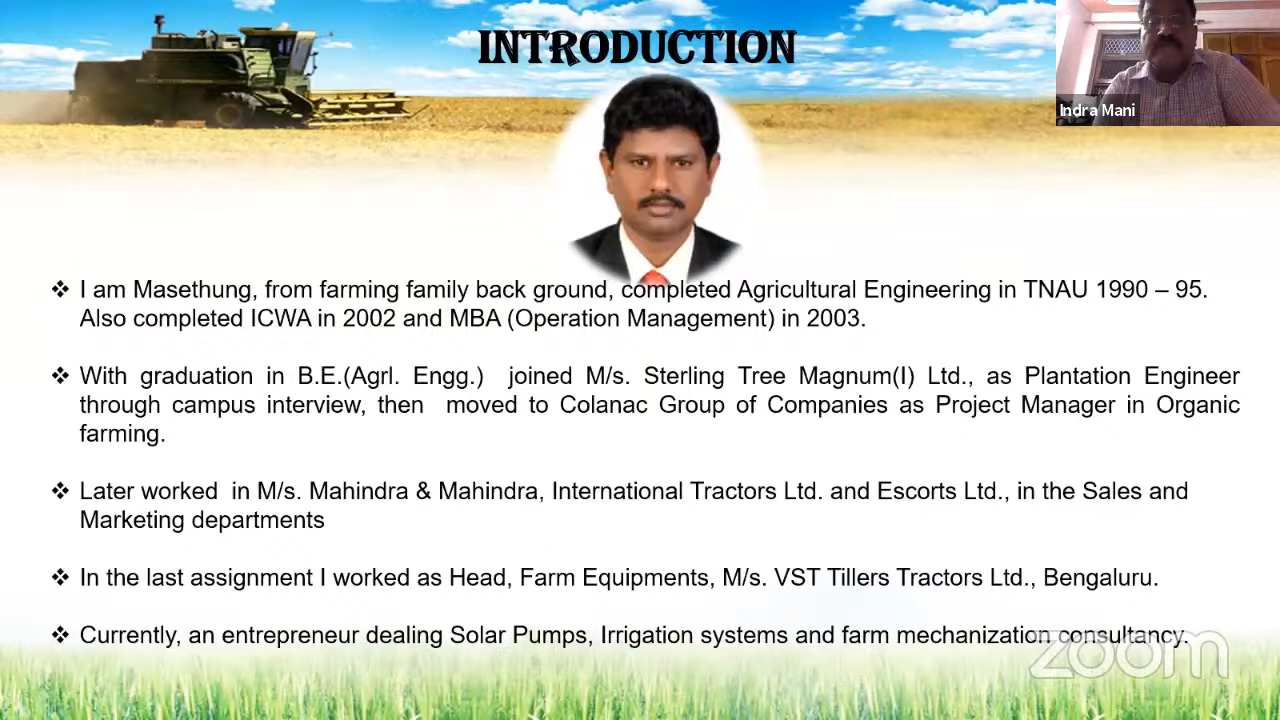 INTRODUCTION
Indra Mani
❖ I am Masethung, from farming family back ground, completed Agricultural Engineering in TNAU 1990 – 95.
Also completed ICWA in 2002 and MBA (Operation Management) in 2003.
❖ With graduation in B.E.(Agrl. Engg.) joined M/s. Sterling Tree Magnum(I) Ltd., as Plantation Engineer
through campus interview, then moved to Colanac Group of Companies as Project Manager in Organic
farming.
❖ Later worked in M/s. Mahindra & Mahindra, International Tractors Ltd. and Escorts Ltd., in the Sales and
Marketing departments
❖ In the last assignment I worked as Head, Farm Equipments, M/s. VST Tillers Tractors Ltd., Bengaluru.
❖ Currently, an entrepreneur dealing Solar Pumps, Irrigation systems and farm mechanization consultancy.
zoom